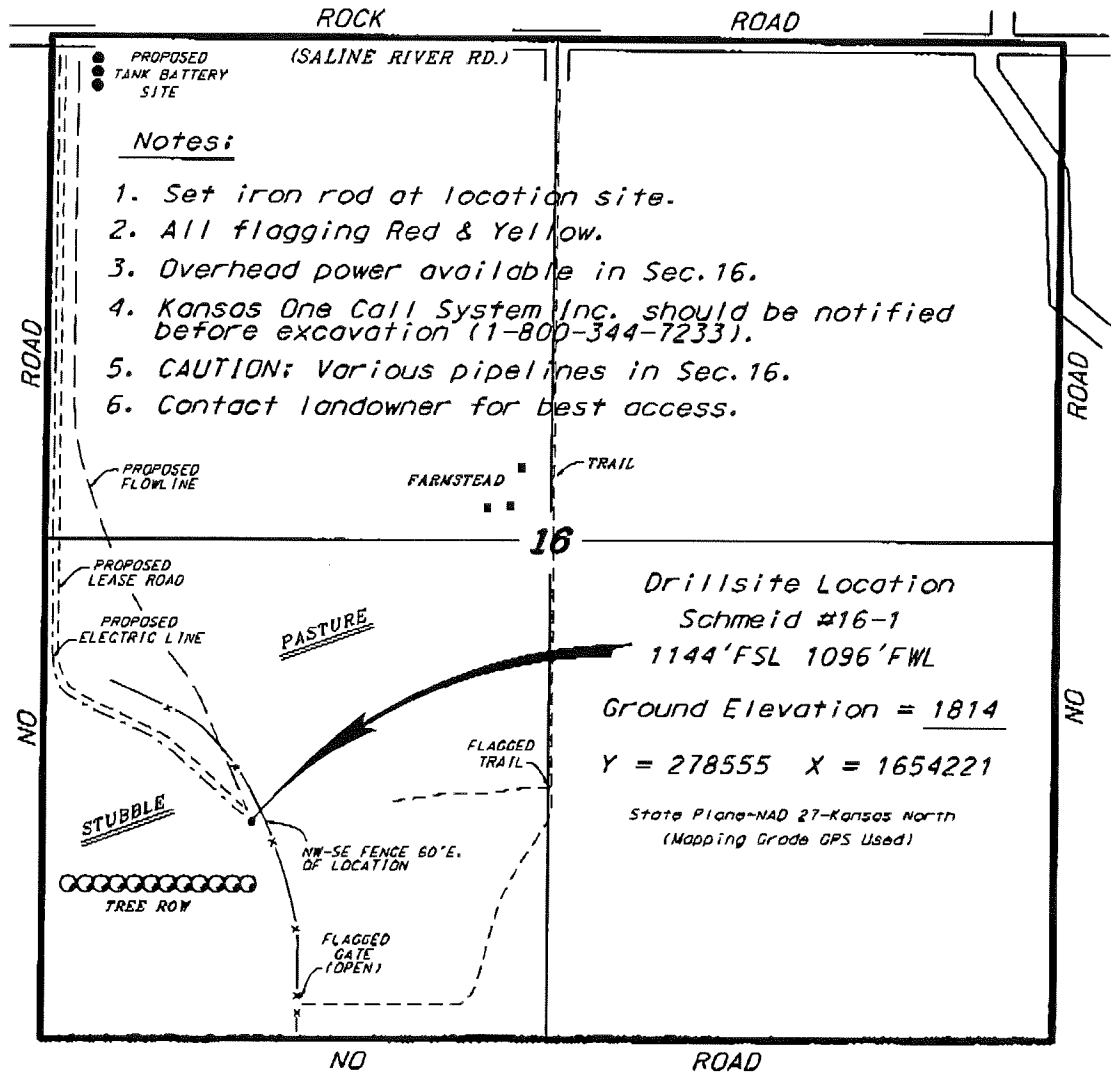 ROCK ROAD
PROPOSED
TANK BATTERY
SITE
(SALINE RIVER RD.)
Notes:
1. Set iron rod at location site.
2. All flagging Red & Yellow.
3. Overhead power available in Sec. 16.
4. Kansas One Call System Inc. should be notified
before excavation (1-800-344-7233).
5. CAUTION: Various pipelines in Sec. 16.
6. Contact landowner for best access.
ROAD
ROAD
PROPOSED
FLOWLINE
FARMSTEAD
TRAIL
16
PROPOSED
LEASE ROAD
PROPOSED
ELECTRIC LINE
PASTURE
Drillsite Location
Schmeid #16-1
1144'FSL 1096'FWL
Ground Elevation = 1814
Y = 278555 X = 1654221
State Plane-NAD 27-Kansas North
(Mapping Grade GPS Used)
NO
NO
FLAGGED
TRAIL
STUBBLE
NW-SE FENCE 60'E.
OF LOCATION
TREE ROW
FLAGGED
GATE
(OPEN)
NO ROAD